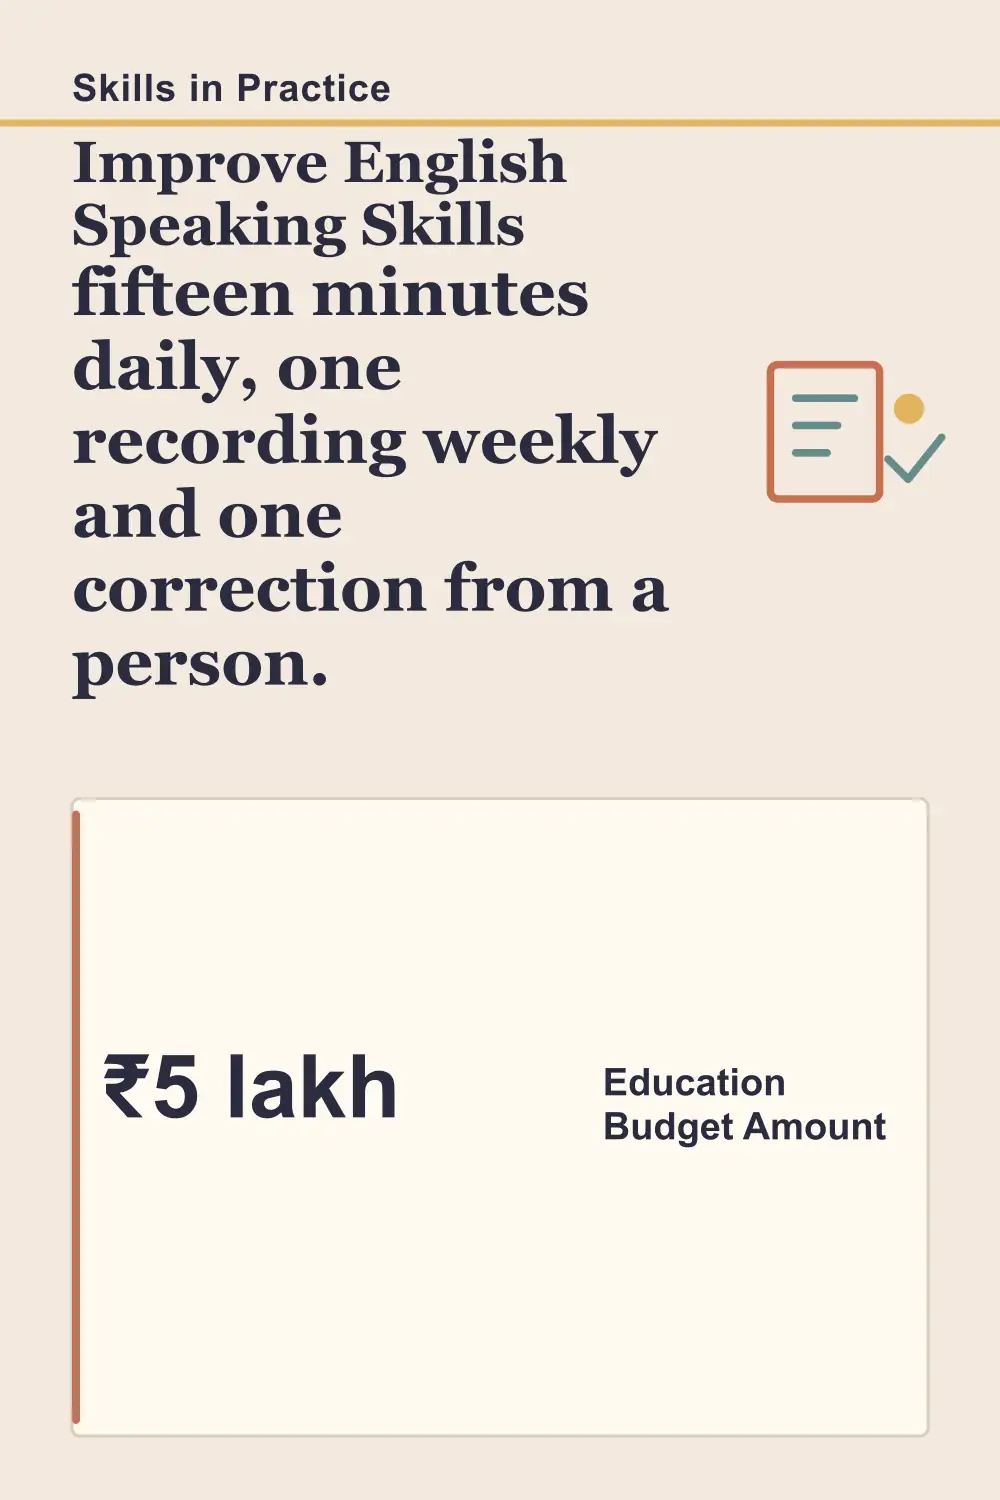 Skills in Practice
Improve English
Speaking Skills
fifteen minutes
daily, one
recording weekly
and one
correction from a
person.
₹5 lakh
Education
Budget Amount